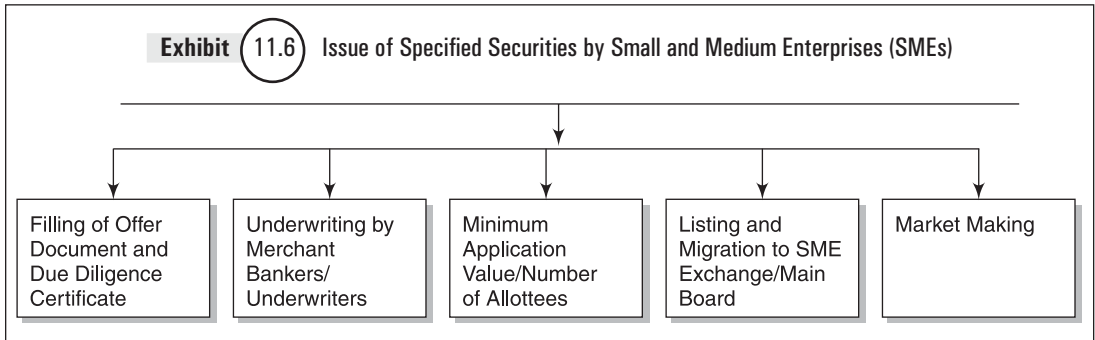 Exhibit 11.6 Issue of Specified Securities by Small and Medium Enterprises (SMEs)
Filling of Offer
Document and
Due Diligence
Certificate
Underwriting by
Merchant
Bankers/
Underwriters
Minimum
Application
Value/Number
of Allottees
Listing and
Migration to SME
Exchange/Main
Board
Market Making